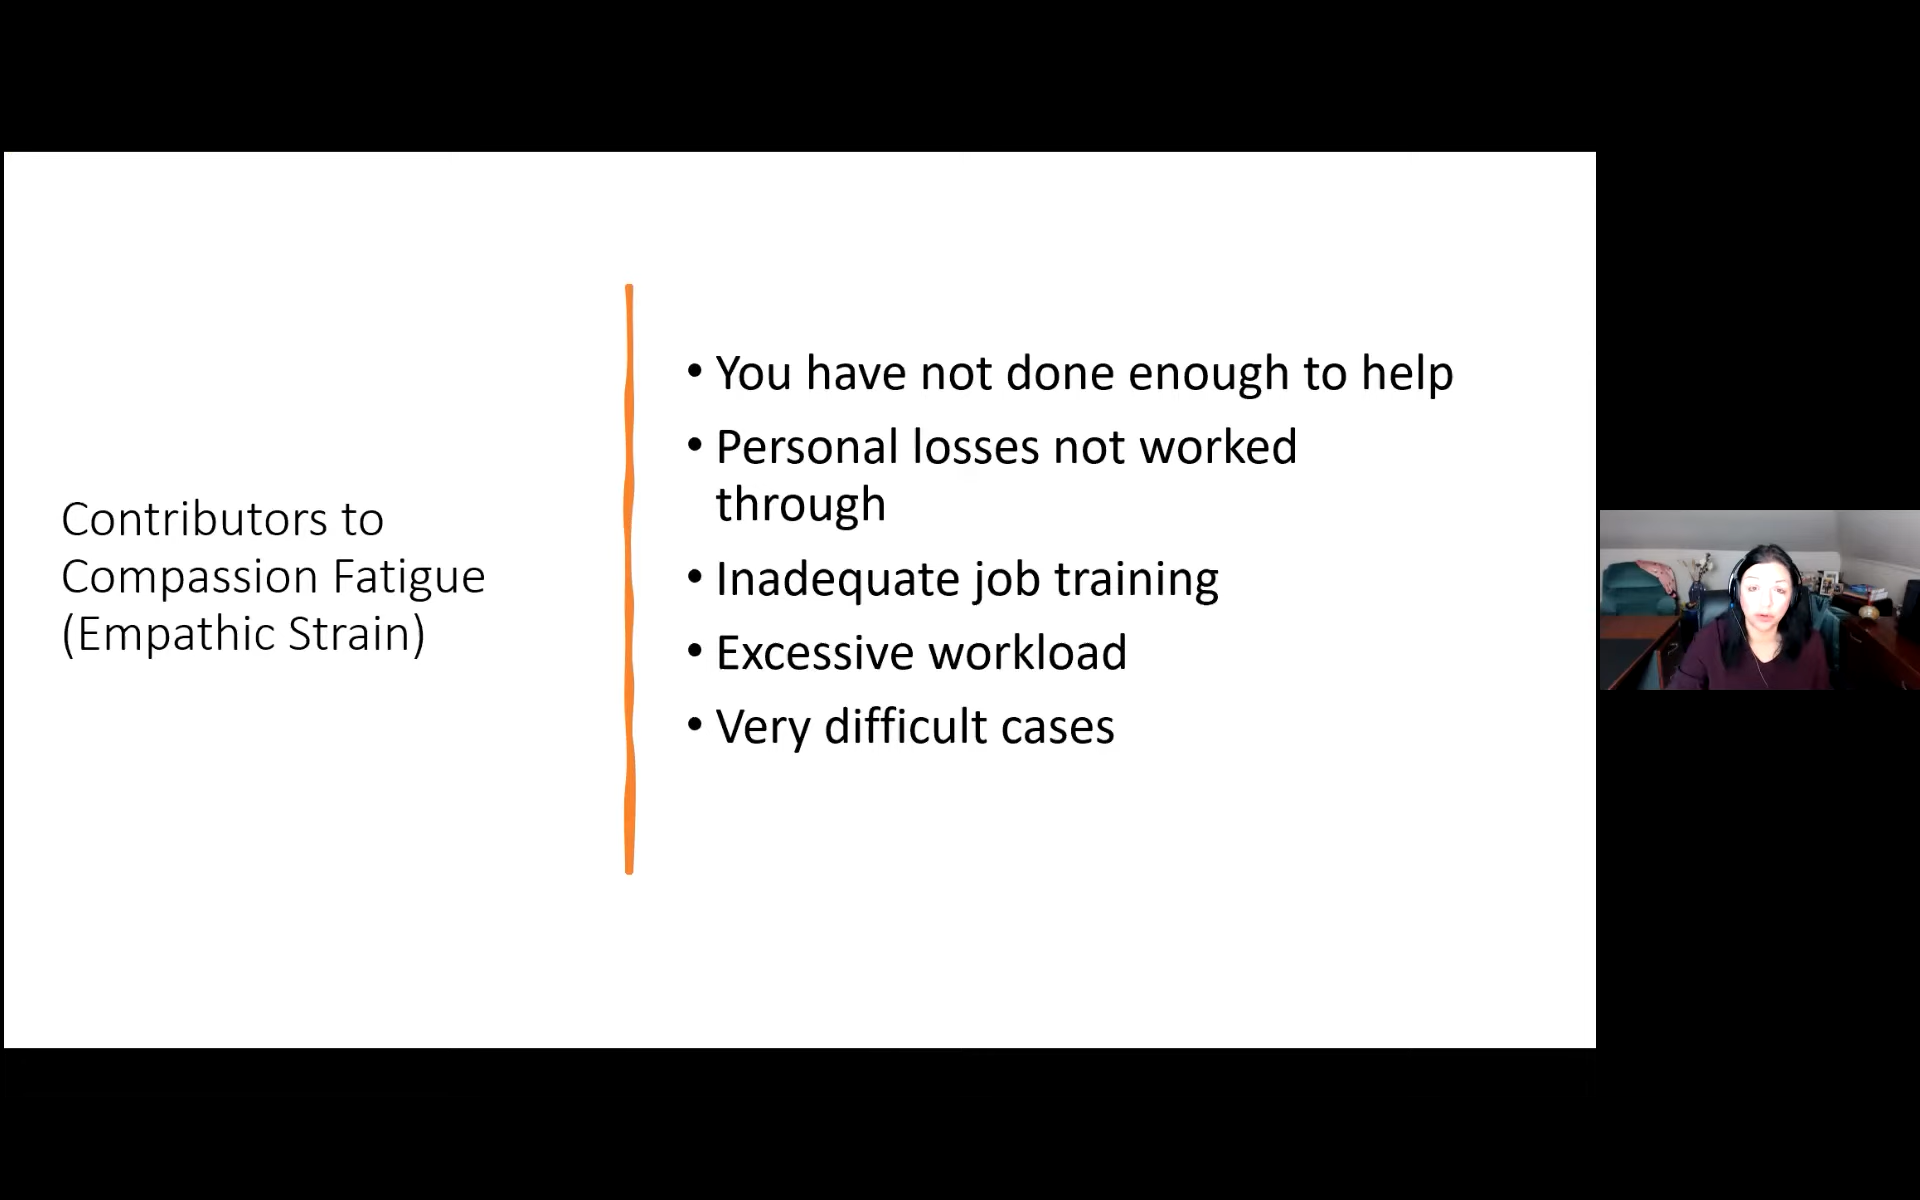 Contributors to
Compassion Fatigue
(Empathic Strain)
• You have not done enough to help
• Personal losses not worked
through
• Inadequate job training
• Excessive workload
• Very difficult cases